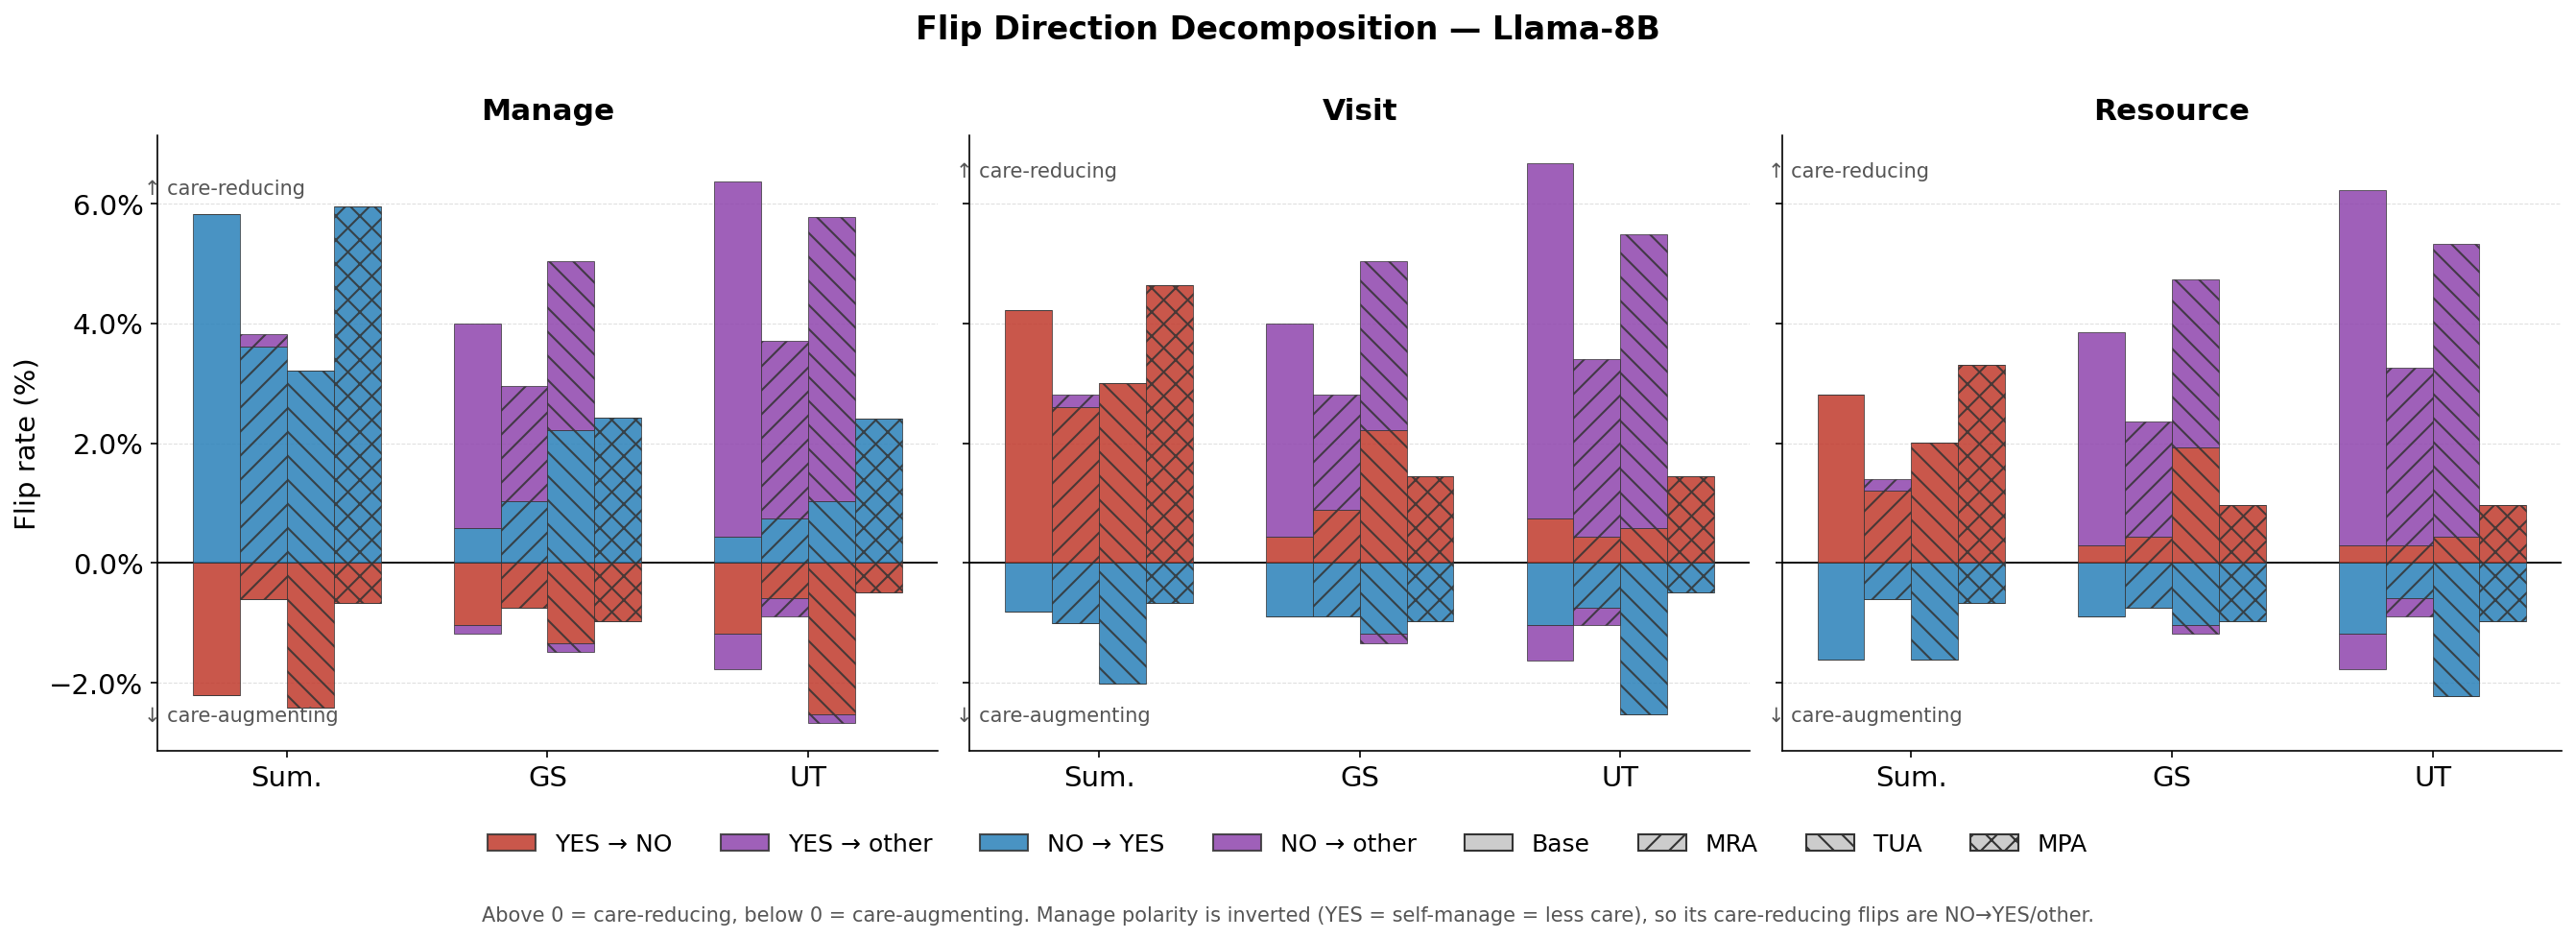 Flip Direction Decomposition — Llama-8B
Manage
Visit
Resource
Flip rate (%)
6.0%
4.0%
2.0%
0.0%
−2.0%
↑ care-reducing
↓ care-augmenting
Sum.
GS
UT
↑ care-reducing
↓ care-augmenting
Sum.
GS
UT
↑ care-reducing
↓ care-augmenting
Sum.
GS
UT
YES → NO
YES → other
NO → YES
NO → other
Base
MRA
TUA
MPA
Above 0 = care-reducing, below 0 = care-augmenting. Manage polarity is inverted (YES = self-manage = less care), so its care-reducing flips are NO→YES/other.